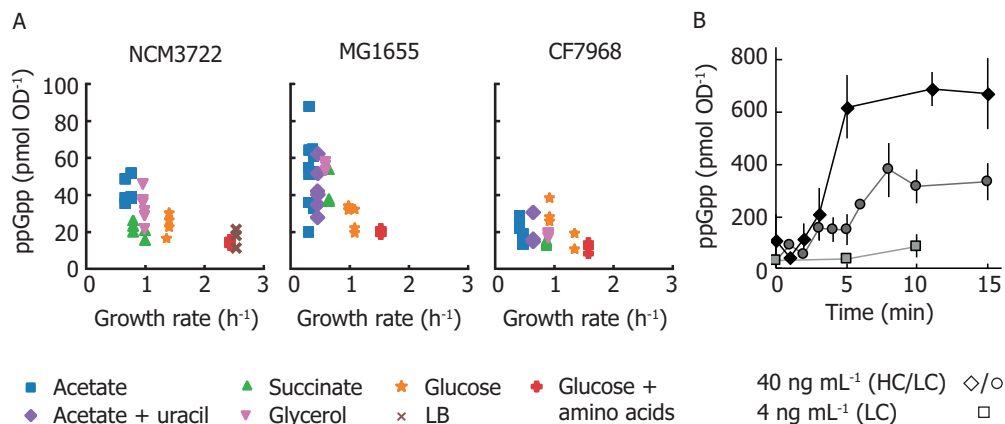 A
B
NCM3722
MG1655
CF7968
ppGpp (pmol OD⁻¹)
100
80
60
40
20
0
0 1 2 3
0 1 2 3
0 1 2 3
Growth rate (h⁻¹)
Growth rate (h⁻¹)
Growth rate (h⁻¹)
ppGpp (pmol OD⁻¹)
800
600
400
200
0
0 5 10 15
Time (min)
Acetate
Succinate
Glucose
Glucose +
amino acids
Acetate + uracil
Glycerol
LB
40 ng mL⁻¹ (HC/LC)
/
4 ng mL⁻¹ (LC)